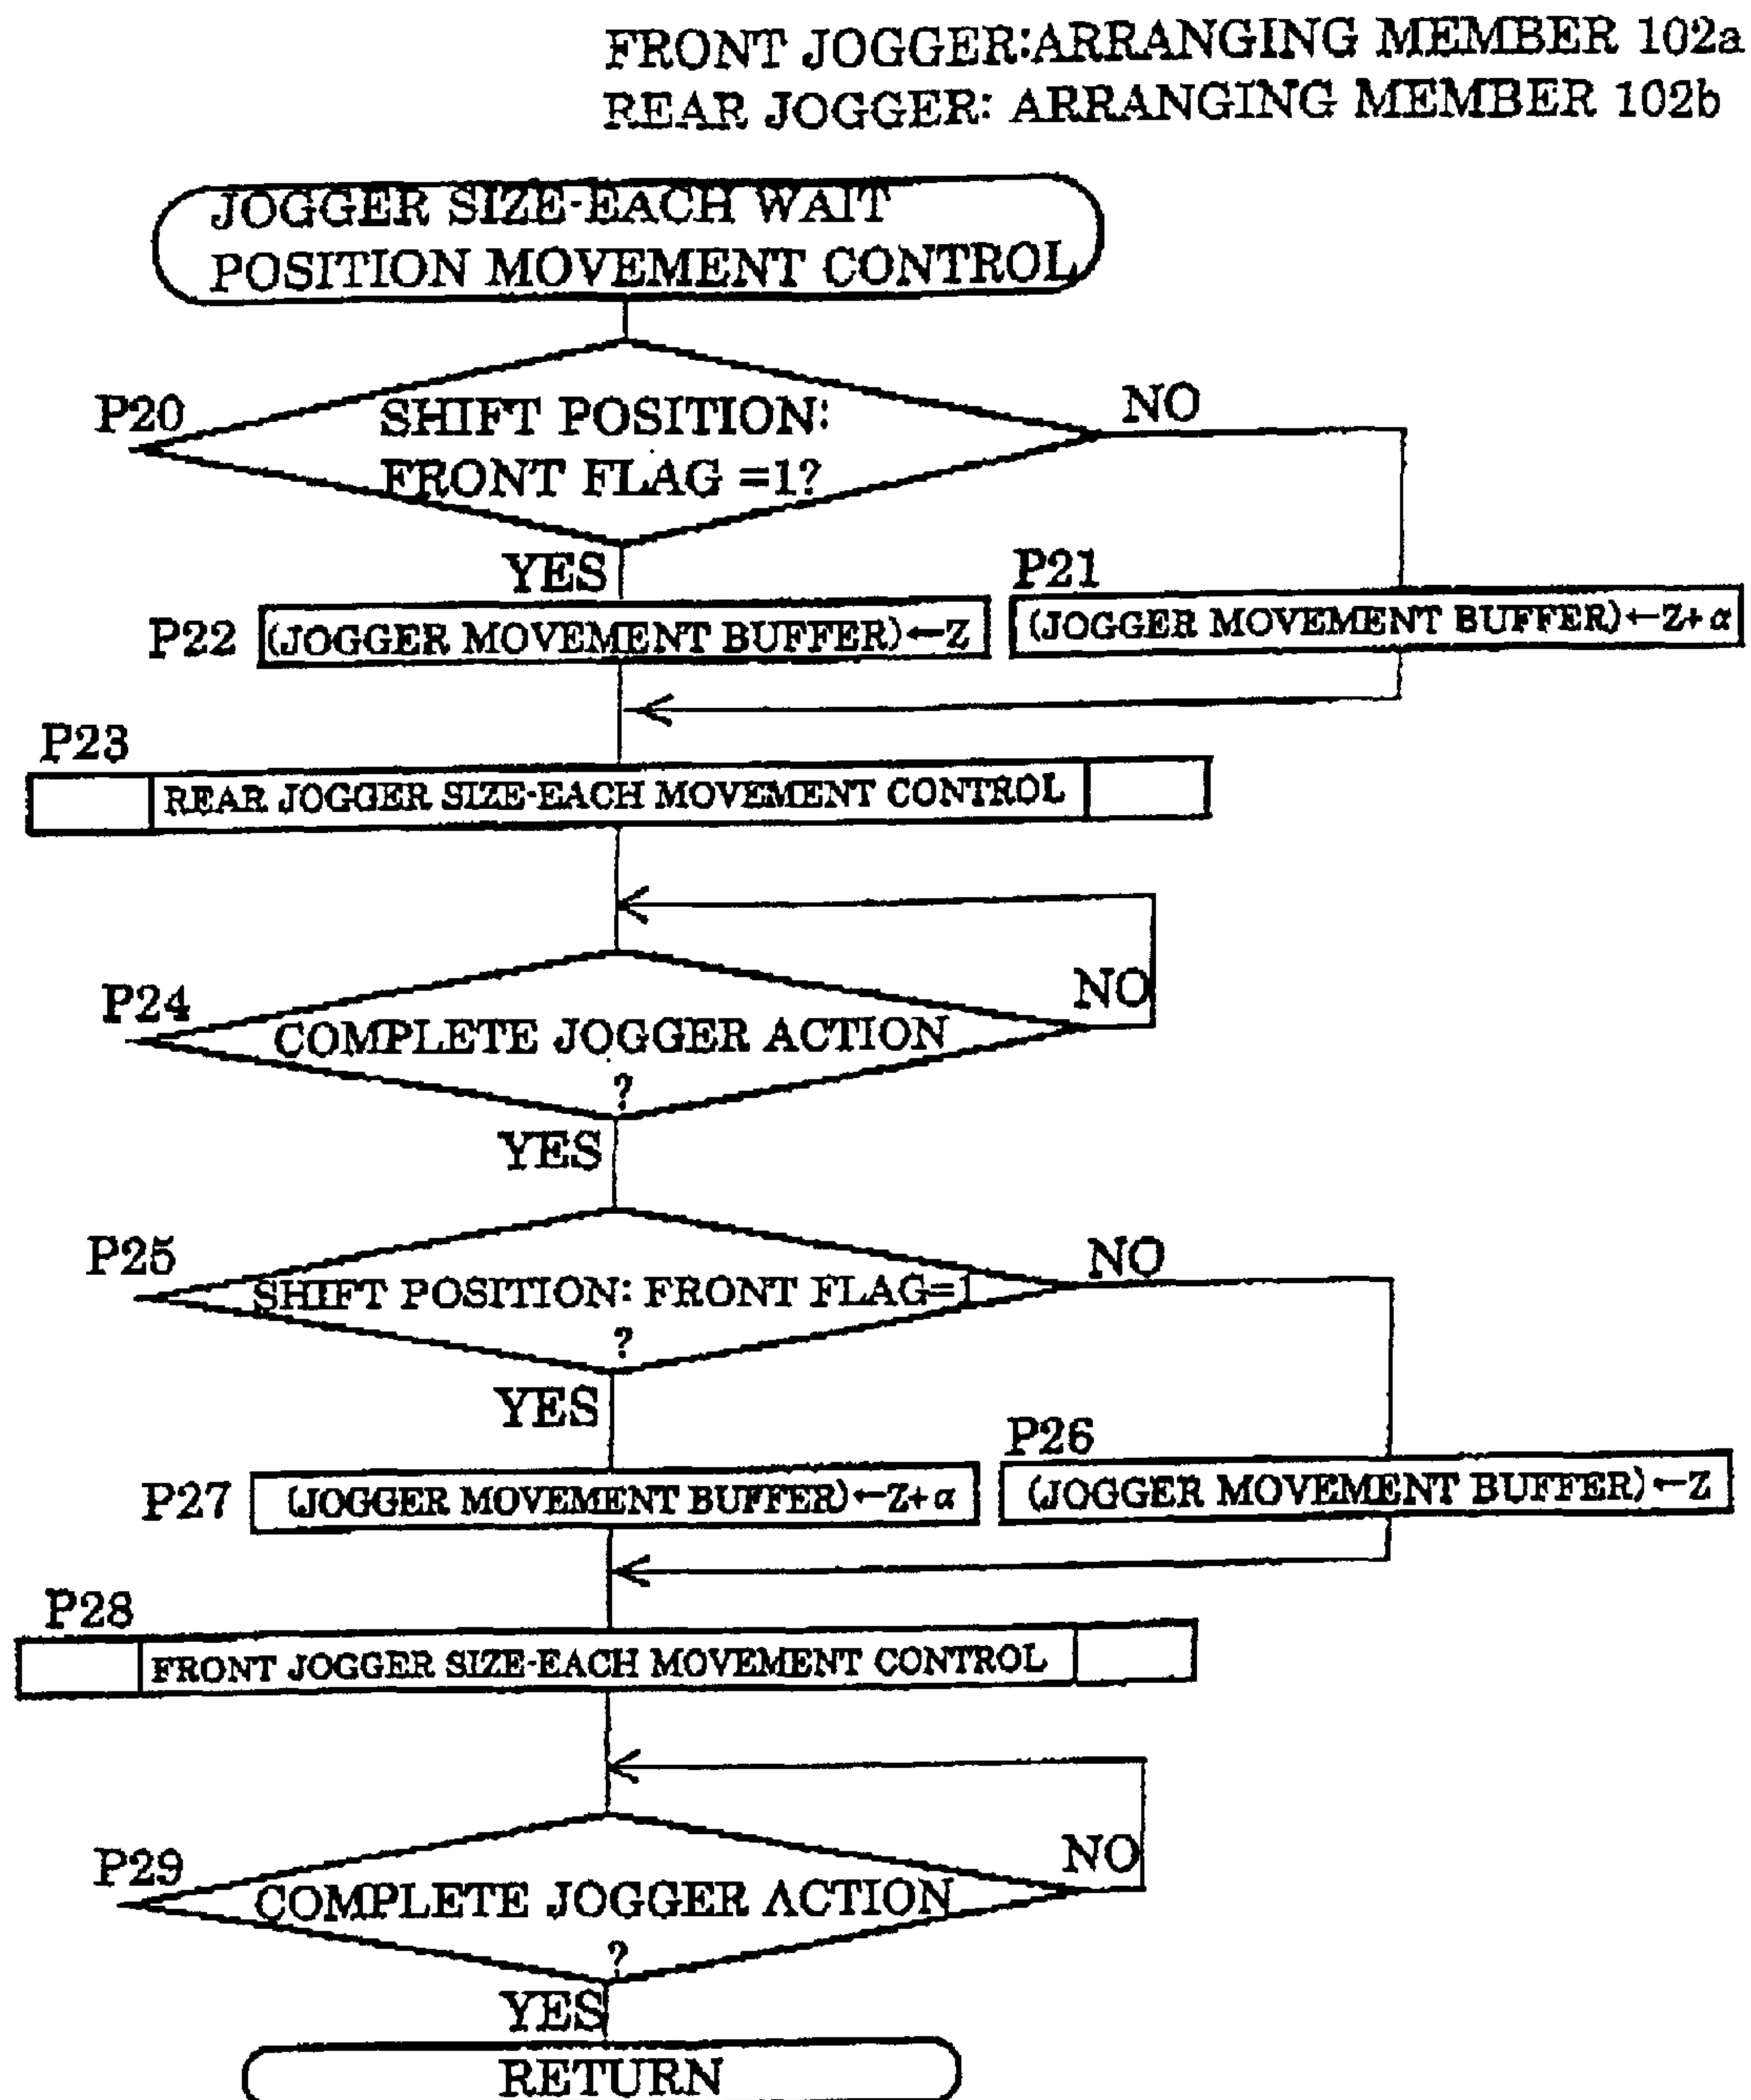 FRONT JOGGER:ARRANGING MEMBER 102a
REAR JOGGER: ARRANGING MEMBER 102b
JOGGER SIZE-EACH WAIT
POSITION MOVEMENT CONTROL
P20
SHIFT POSITION:
FRONT FLAG =1?
NO
YES
P21
P22
(JOGGER MOVEMENT BUFFER)←Z
(JOGGER MOVEMENT BUFFER)←Z+α
P23
REAR JOGGER SIZE-EACH MOVEMENT CONTROL
P24
COMPLETE JOGGER ACTION
?
NO
YES
P25
SHIFT POSITION: FRONT FLAG=1
?
NO
YES
P26
P27
(JOGGER MOVEMENT BUFFER)←Z+α
(JOGGER MOVEMENT BUFFER)←Z
P28
FRONT JOGGER SIZE-EACH MOVEMENT CONTROL
P29
COMPLETE JOGGER ACTION
?
NO
YES
RETURN